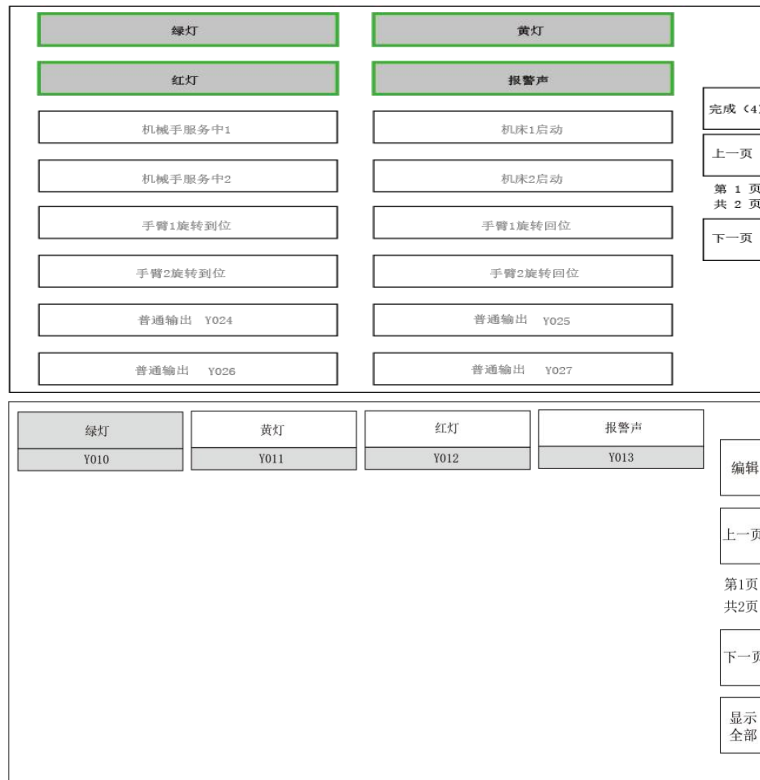 绿灯
黄灯
红灯
报警声
机械手服务中1
机床1启动
机械手服务中2
机床2启动
手臂1旋转到位
手臂1旋转回位
手臂2旋转到位
手臂2旋转回位
普通输出 Y024
普通输出 Y025
普通输出 Y026
普通输出 Y027
完成 (4)
上一页
第 1 页
共 2 页
下一页
绿灯
黄灯
红灯
报警声
Y010
Y011
Y012
Y013
编辑
上一页
第1页
共2页
下一页
显示
全部